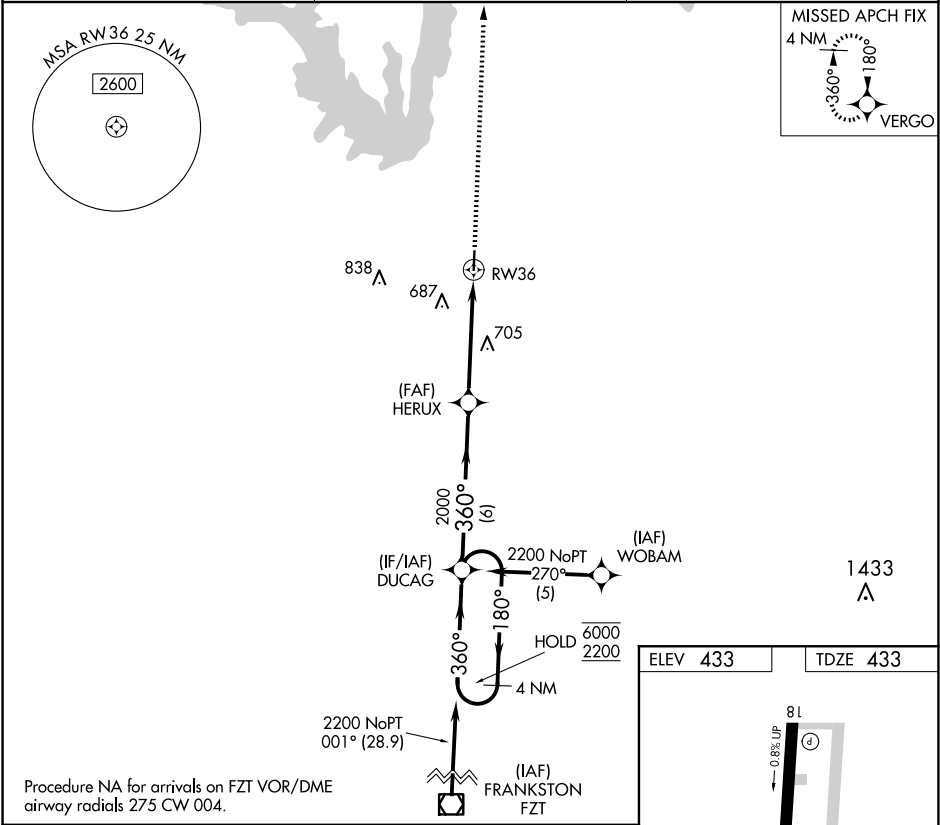 MSA RW36 25 NM
2600
MISSED APCH FIX
4 NM
360°
180°
VERGO
838
687
RW36
705
(FAF)
HERUX
2000
360°
(6)
(IF/IAF)
DUCAG
2200 NoPT
270°
(5)
(IAF)
WOBAM
1433
360°
180°
HOLD 6000
2200
4 NM
2200 NoPT
001° (28.9)
(IAF)
FRANKSTON
FZT
Procedure NA for arrivals on FZT VOR/DME
airway radials 275 CW 004.
ELEV 433
TDZE 433
18
P
0.8% UP